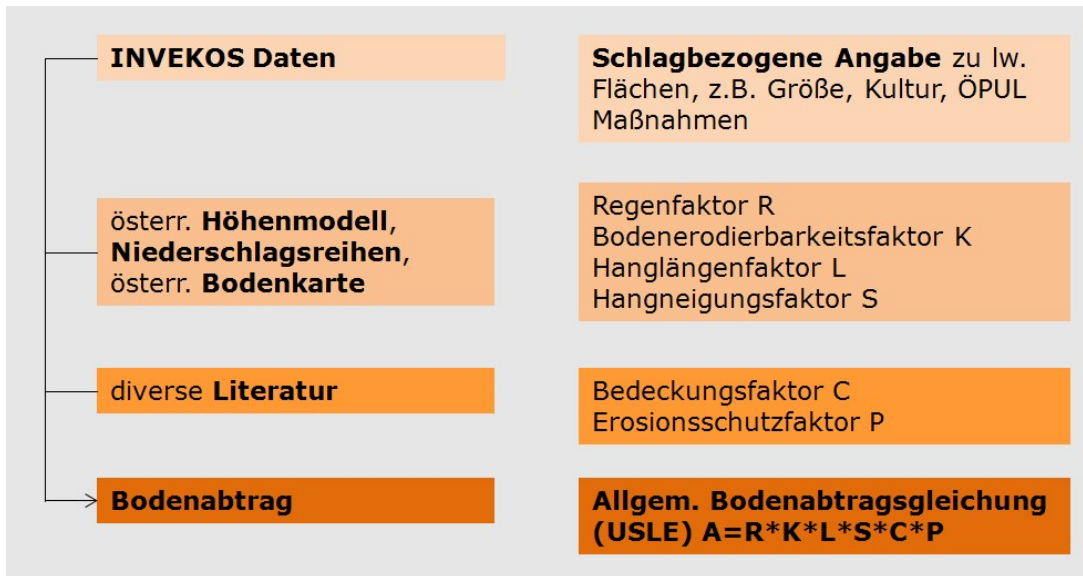 INVEKOS Daten
Schlagbezogene Angabe zu lw.
Flächen, z.B. Größe, Kultur, ÖPUL
Maßnahmen
österr. Höhenmodell,
Niederschlagsreihen,
österr. Bodenkarte
Regenfaktor R
Bodenerodierbarkeitsfaktor K
Hanglängenfaktor L
Hangneigungsfaktor S
diverse Literatur
Bedeckungsfaktor C
Erosionsschutzfaktor P
Bodenabtrag
Allgem. Bodenabtragsgleichung
(USLE) A=R*K*L*S*C*P